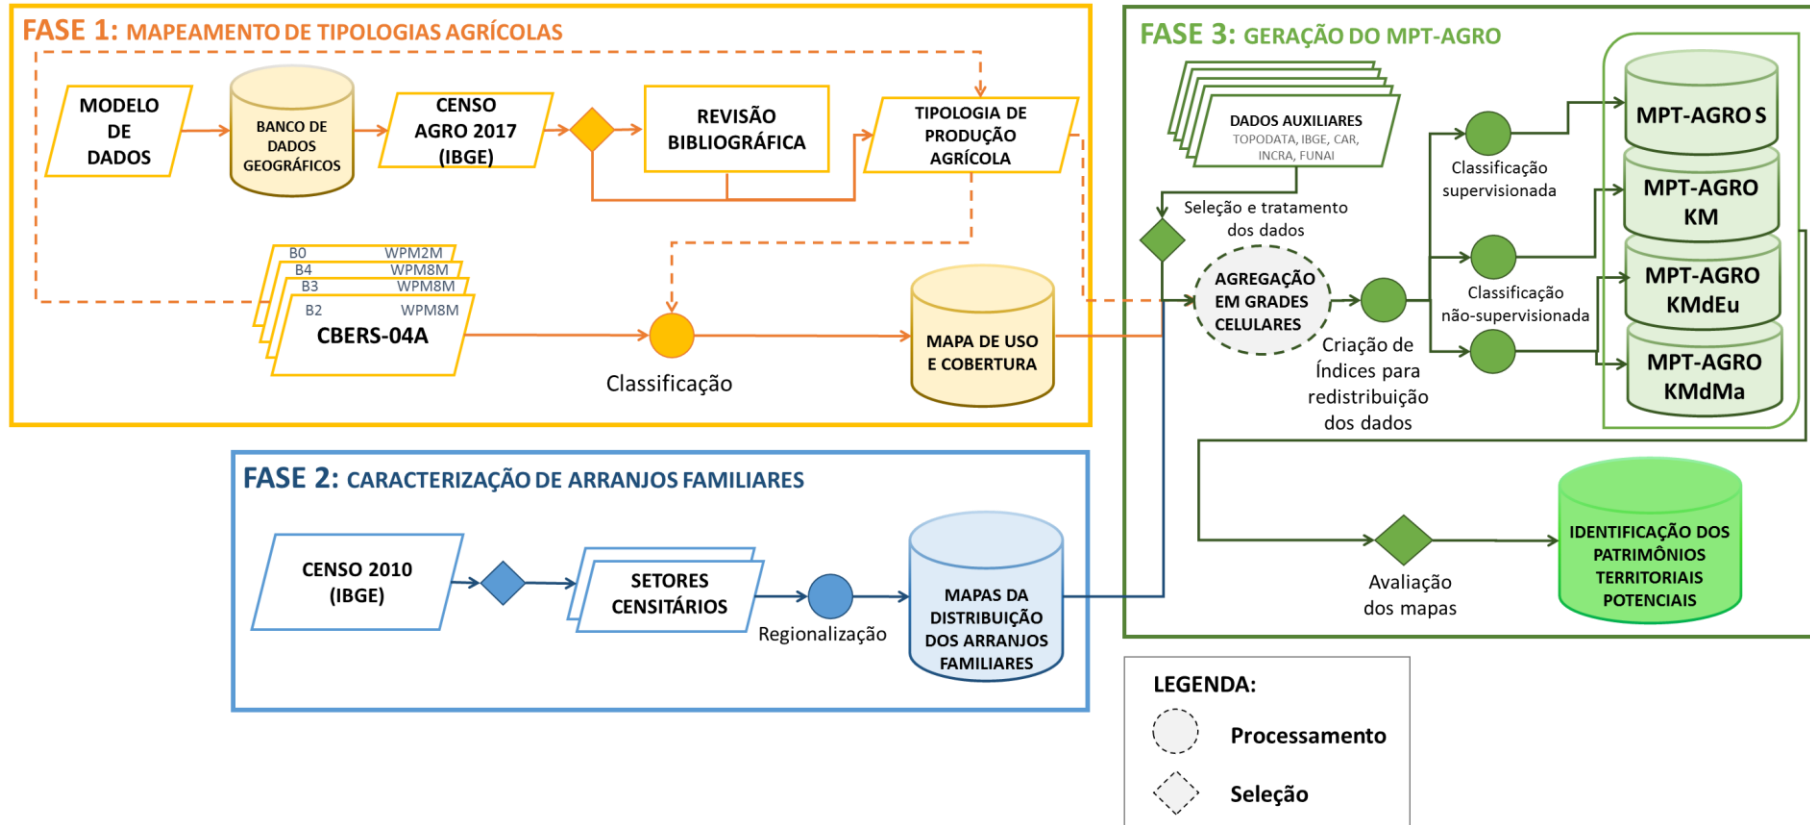 FASE 1: MAPEAMENTO DE TIPOLOGIAS AGRÍCOLAS
MODELO
DE
DADOS
BANCO DE
DADOS
GEOGRÁFICOS
CENSO
AGRO 2017
(IBGE)
REVISÃO
BIBLIOGRÁFICA
TIPOLOGIA DE
PRODUÇÃO
AGRÍCOLA
B0 WPM2M
B4 WPM8M
B3 WPM8M
B2 WPM8M
CBERS-04A
Classificação
MAPA DE USO
E COBERTURA
FASE 2: CARACTERIZAÇÃO DE ARRANJOS FAMILIARES
CENSO 2010
(IBGE)
SETORES
CENSITÁRIOS
Regionalização
MAPAS DA
DISTRIBUIÇÃO
DOS ARRANJOS
FAMILIARES
FASE 3: GERAÇÃO DO MPT-AGRO
DADOS AUXILIARES
TOPODATA, IBGE, CAR,
INCRA, FUNAI
Seleção e tratamento
dos dados
AGREGAÇÃO
EM GRADES
CELULARES
Criação de
Índices para
redistribuição
dos dados
Classificação
supervisionada
Classificação
não-supervisionada
MPT-AGRO S
MPT-AGRO
KM
MPT-AGRO
KMdEu
MPT-AGRO
KMdMa
Avaliação
dos mapas
IDENTIFICAÇÃO DOS
PATRIMÔNIOS
TERRITORIAIS
POTENCIAIS
LEGENDA:
Processamento
Seleção